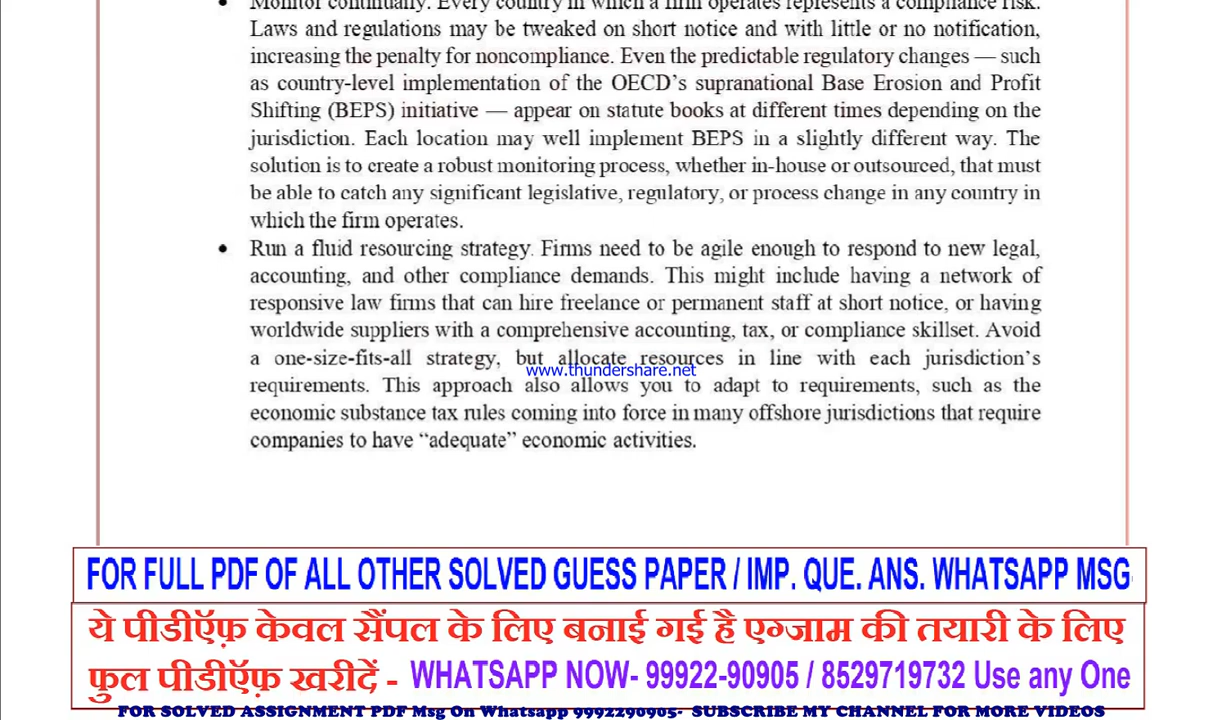 Monitor continually. Every country in which a firm operates represents a compliance risk.
Laws and regulations may be tweaked on short notice and with little or no notification,
increasing the penalty for noncompliance. Even the predictable regulatory changes — such
as country-level implementation of the OECD’s supranational Base Erosion and Profit
Shifting (BEPS) initiative — appear on statute books at different times depending on the
jurisdiction. Each location may well implement BEPS in a slightly different way. The
solution is to create a robust monitoring process, whether in-house or outsourced, that must
be able to catch any significant legislative, regulatory, or process change in any country in
which the firm operates.
• Run a fluid resourcing strategy. Firms need to be agile enough to respond to new legal,
accounting, and other compliance demands. This might include having a network of
responsive law firms that can hire freelance or permanent staff at short notice, or having
worldwide suppliers with a comprehensive accounting, tax, or compliance skillset. Avoid
a one-size-fits-all strategy, but allocate resources in line with each jurisdiction’s
www.thundershare.net
requirements. This approach also allows you to adapt to requirements, such as the
economic substance tax rules coming into force in many offshore jurisdictions that require
companies to have “adequate” economic activities.
FOR FULL PDF OF ALL OTHER SOLVED GUESS PAPER / IMP. QUE. ANS. WHATSAPP MSG
ये पीडीऍफ़ केवल सैंपल के लिए बनाई गई है एग्जाम की तयारी के लिए
फुल पीडीऍफ़ खरीदें - WHATSAPP NOW- 99922-90905 / 8529719732 Use any One
FOR SOLVED ASSIGNMENT PDF Msg On Whatsapp 9992290905- SUBSCRIBE MY CHANNEL FOR MORE VIDEOS